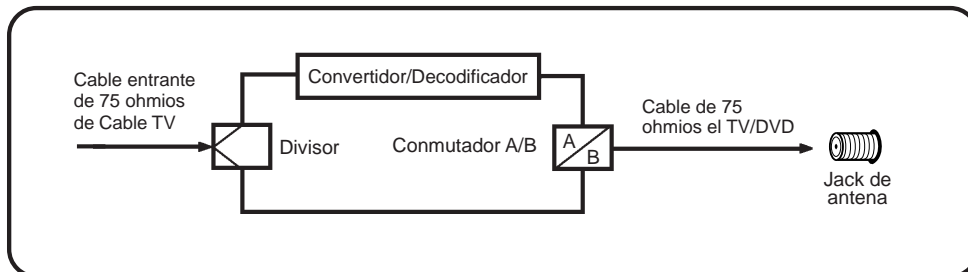 Cable entrante
de 75 ohmios
de Cable TV
Convertidor/Decodificador
Divisor
Conmutador A/B
A
B
Cable de 75
ohmios el TV/DVD
Jack de
antena